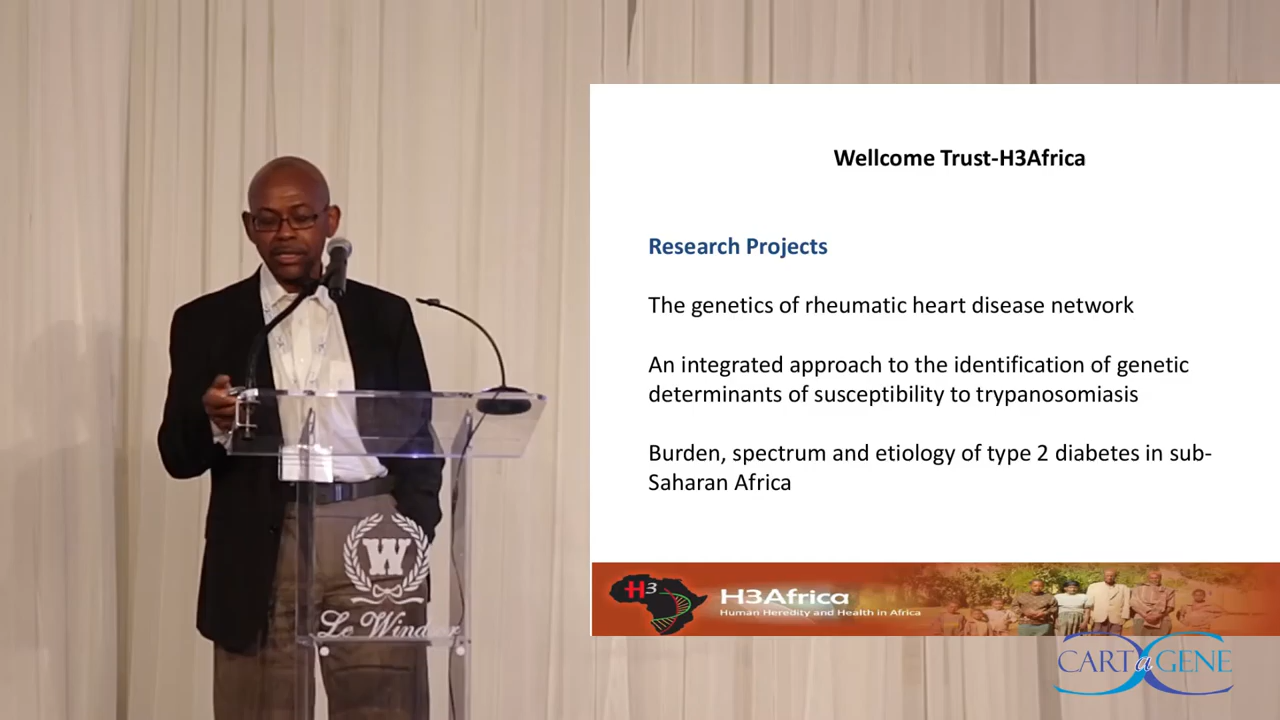 Wellcome Trust-H3Africa
Research Projects
The genetics of rheumatic heart disease network
An integrated approach to the identification of genetic
determinants of susceptibility to trypanosomiasis
Burden, spectrum and etiology of type 2 diabetes in sub-
Saharan Africa
H3
H3Africa
Human Heredity and Health in Africa
W
Le Windsor
CARTaGENE